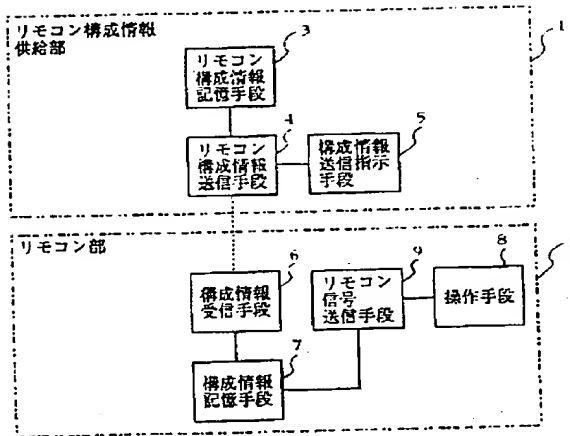 リモコン構成情報
供給部
1
3
リモコン
構成情報
記憶手段
4
リモコン
構成情報
送信手段
5
構成情報
送信指示
手段
リモコン部
6
構成情報
受信手段
9
リモコン
信号
送信手段
8
操作手段
7
構成情報
記憶手段